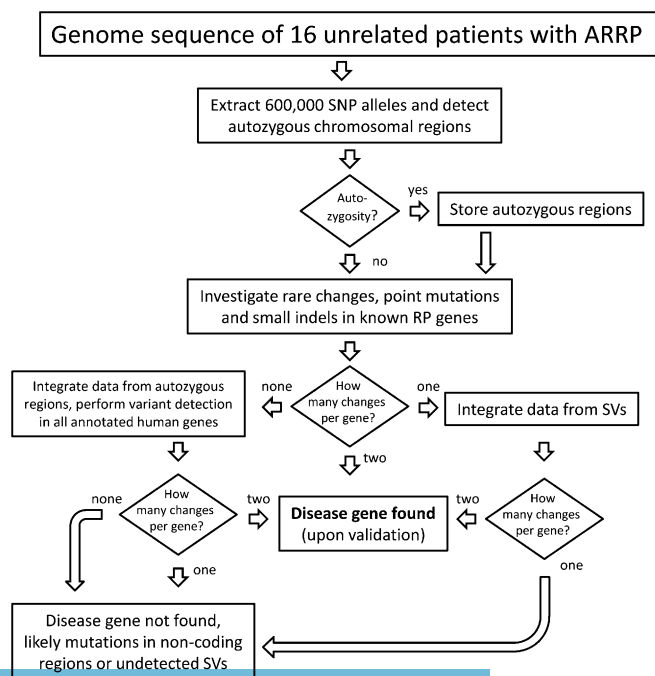 Genome sequence of 16 unrelated patients with ARRP
Extract 600,000 SNP alleles and detect
autozygous chromosomal regions
Auto-
zygosity?
yes
Store autozygous regions
no
Investigate rare changes, point mutations
and small indels in known RP genes
Integrate data from autozygous
regions, perform variant detection
in all annotated human genes
none
How
many changes
per gene?
one
Integrate data from SVs
two
none
How
many changes
per gene?
two
Disease gene found
(upon validation)
two
How
many changes
per gene?
one
one
Disease gene not found,
likely mutations in non-coding
regions or undetected SVs